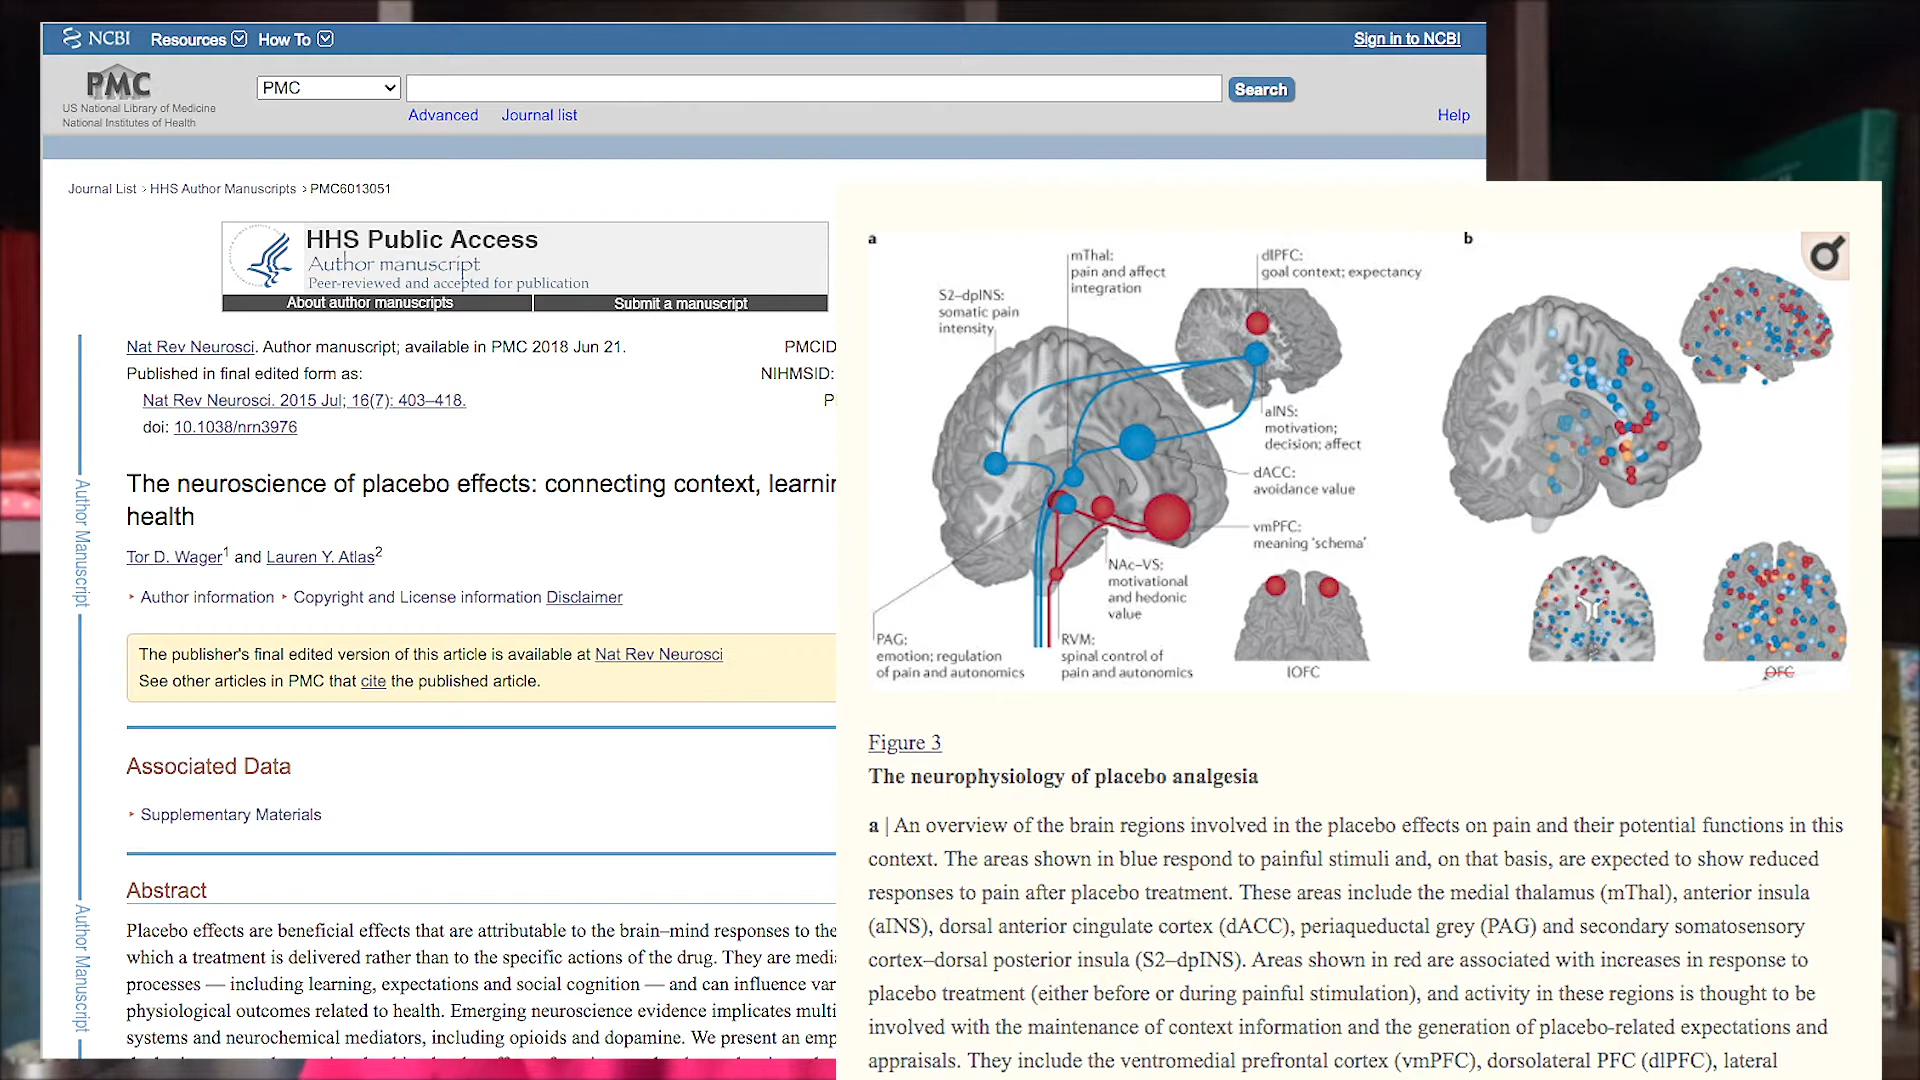 NCBI Resources How To Sign in to NCBI
PMC
US National Library of Medicine
National Institutes of Health
PMC
Search
Advanced Journal list Help
Journal List > HHS Author Manuscripts > PMC6013051
HHS Public Access
Author manuscript
Peer-reviewed and accepted for publication
About author manuscripts Submit a manuscript
Author Manuscript
Author Manuscript
Nat Rev Neurosci. Author manuscript; available in PMC 2018 Jun 21. PMCID
Published in final edited form as: NIHMSID:
Nat Rev Neurosci. 2015 Jul; 16(7): 403–418. P
doi: 10.1038/nrn3976
The neuroscience of placebo effects: connecting context, learnin
health
Tor D. Wager1 and Lauren Y. Atlas2
Author information Copyright and License information Disclaimer
The publisher's final edited version of this article is available at Nat Rev Neurosci
See other articles in PMC that cite the published article.
Associated Data
Supplementary Materials
Abstract
Placebo effects are beneficial effects that are attributable to the brain–mind responses to the
which a treatment is delivered rather than to the specific actions of the drug. They are medi
processes — including learning, expectations and social cognition — and can influence var
physiological outcomes related to health. Emerging neuroscience evidence implicates multi
systems and neurochemical mediators, including opioids and dopamine. We present an emp
a
b
mThal:
pain and affect
integration
dlPFC:
goal context; expectancy
S2–dpINS:
somatic pain
intensity
aINS:
motivation;
decision; affect
dACC:
avoidance value
vmPFC:
meaning ‘schema’
NAc–VS:
motivational
and hedonic
value
PAG:
emotion; regulation
of pain and autonomics
RVM:
spinal control of
pain and autonomics
lOFC
OFC
Figure 3
The neurophysiology of placebo analgesia
a | An overview of the brain regions involved in the placebo effects on pain and their potential functions in this
context. The areas shown in blue respond to painful stimuli and, on that basis, are expected to show reduced
responses to pain after placebo treatment. These areas include the medial thalamus (mThal), anterior insula
(aINS), dorsal anterior cingulate cortex (dACC), periaqueductal grey (PAG) and secondary somatosensory
cortex–dorsal posterior insula (S2–dpINS). Areas shown in red are associated with increases in response to
placebo treatment (either before or during painful stimulation), and activity in these regions is thought to be
involved with the maintenance of context information and the generation of placebo-related expectations and
appraisals. They include the ventromedial prefrontal cortex (vmPFC), dorsolateral PFC (dlPFC), lateral